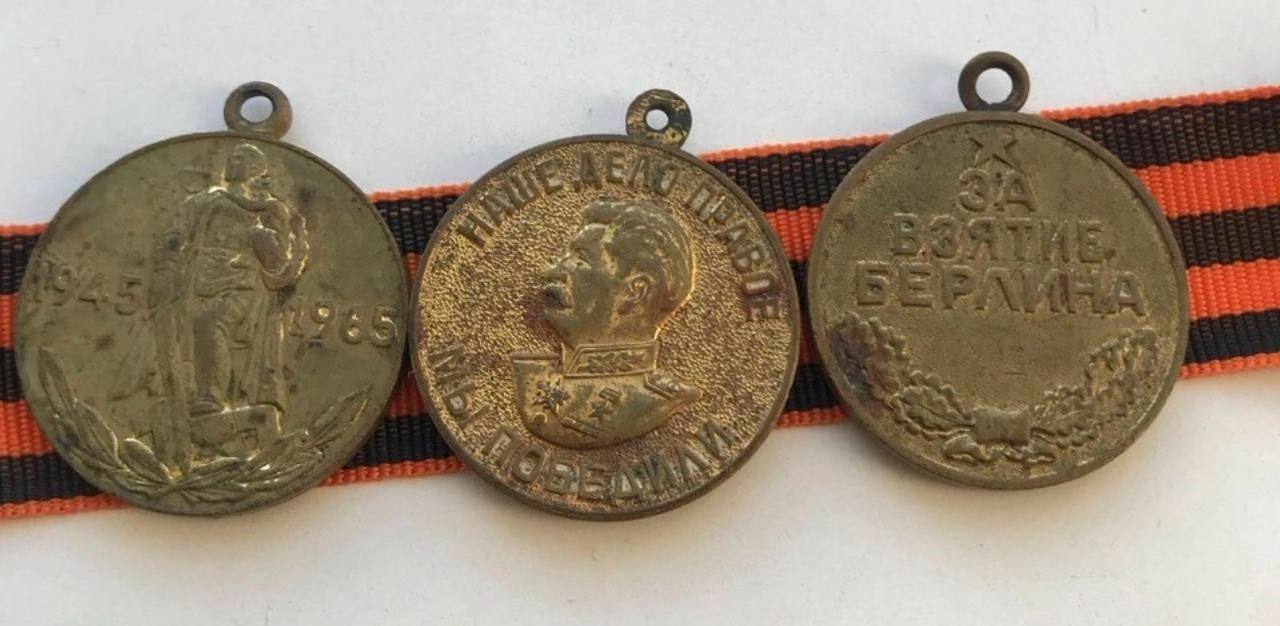 1945 1965
НАШЕ ДЕЛО ПРАВОЕ
МЫ ПОБЕДИЛИ
ЗА
ВЗЯТИЕ
БЕРЛИНА